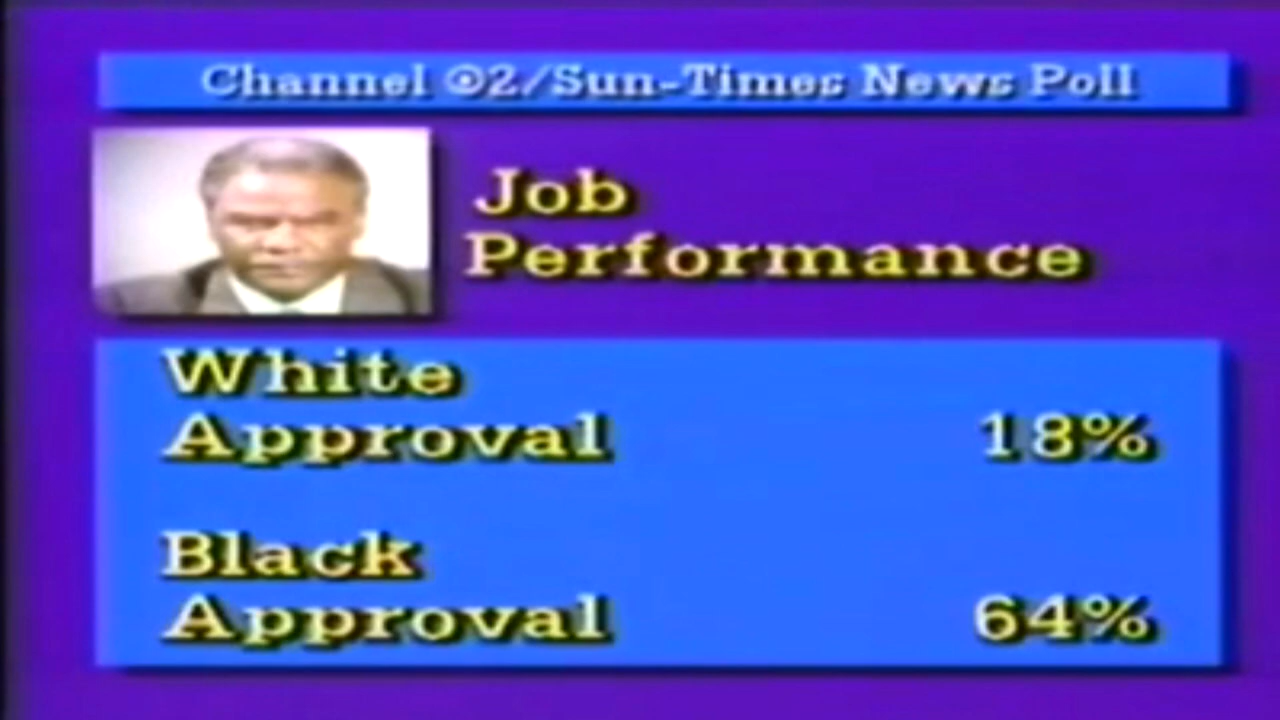 Channel 2/Sun-Times News Poll
Job
Performance
White
Approval 18%
Black
Approval 64%